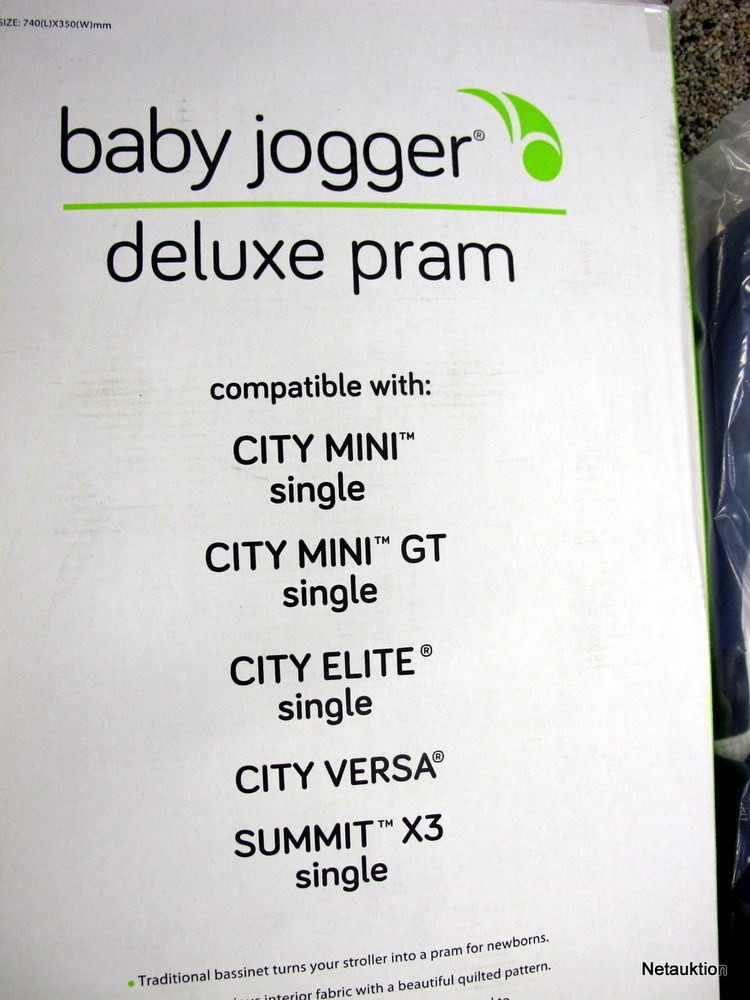 SIZE: 740(L)X350(W)mm
baby jogger®
deluxe pram
compatible with:
CITY MINI™
single
CITY MINI™ GT
single
CITY ELITE®
single
CITY VERSA®
SUMMIT™ X3
single
• Traditional bassinet turns your stroller into a pram for newborns.
interior fabric with a beautiful quilted pattern.
to
Netauktion